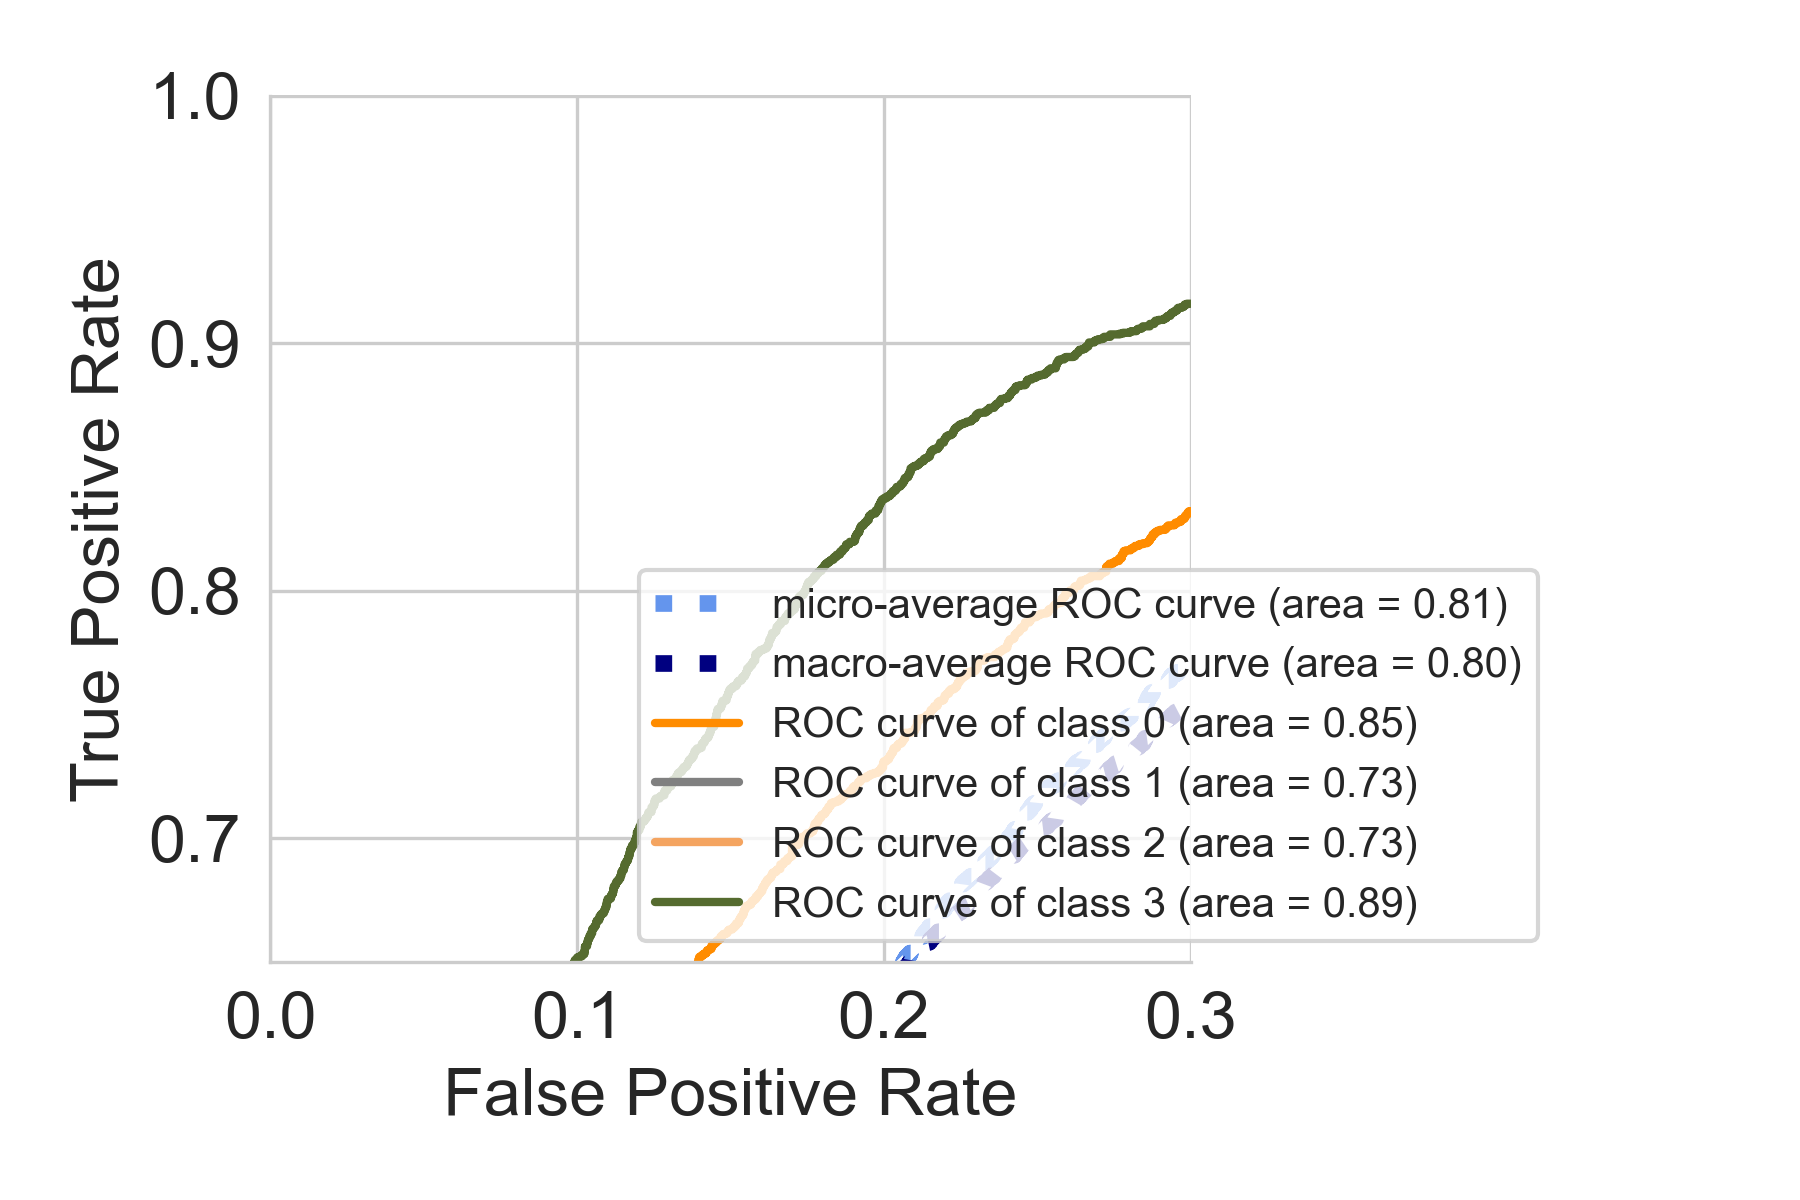 1.0
0.9
0.8
0.7
True Positive Rate
micro-average ROC curve (area = 0.81)
macro-average ROC curve (area = 0.80)
ROC curve of class 0 (area = 0.85)
ROC curve of class 1 (area = 0.73)
ROC curve of class 2 (area = 0.73)
ROC curve of class 3 (area = 0.89)
0.0 0.1 0.2 0.3
False Positive Rate